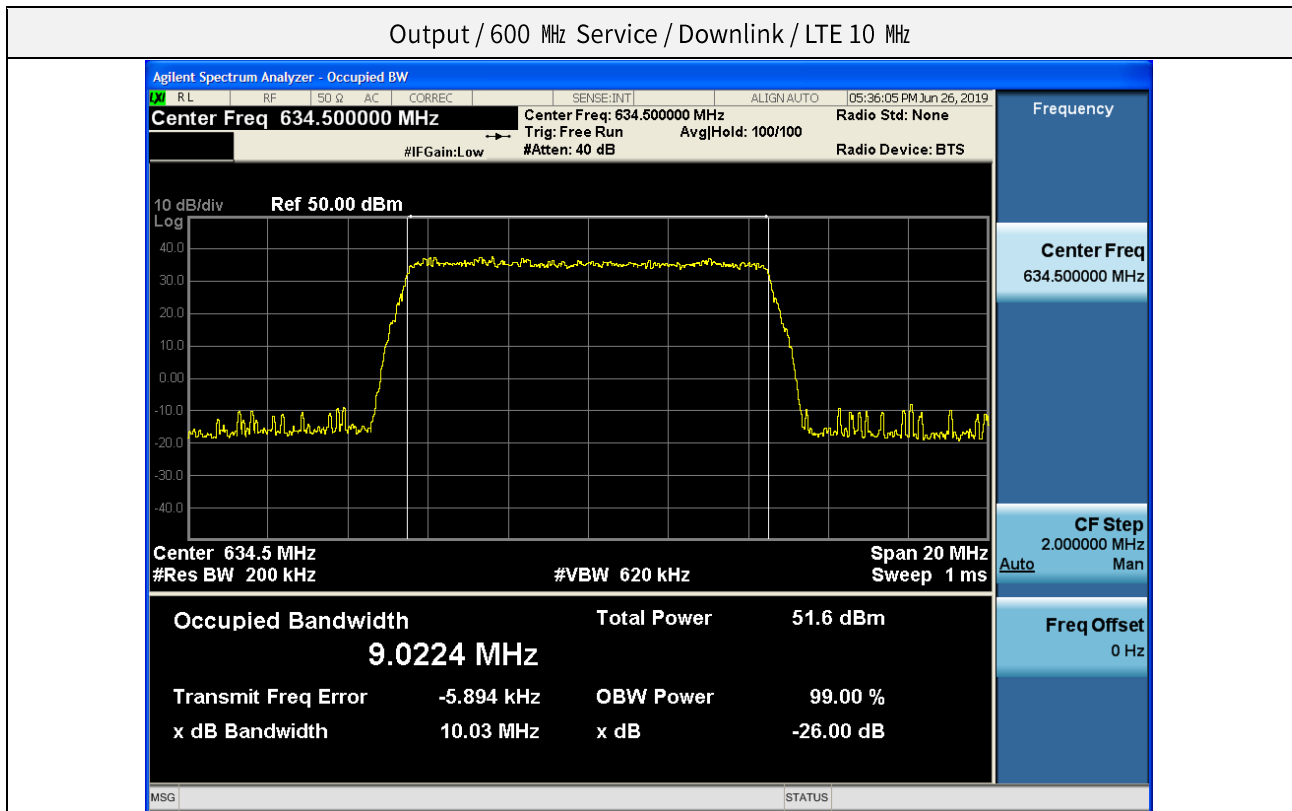 Output / 600 ㎒ Service / Downlink / LTE 10 ㎒
Agilent Spectrum Analyzer - Occupied BW
LXI RL RF 50 Ω AC CORREC SENSE:INT ALIGN AUTO 05:36:05 PM Jun 26, 2019
Center Freq 634.500000 MHz
Center Freq: 634.500000 MHz
Radio Std: None
Trig: Free Run
Avg|Hold: 100/100
#IFGain:Low
#Atten: 40 dB
Radio Device: BTS
10 dB/div Ref 50.00 dBm
Log
40.0
30.0
20.0
10.0
0.00
-10.0
-20.0
-30.0
-40.0
Center 634.5 MHz Span 20 MHz
#Res BW 200 kHz #VBW 620 kHz Sweep 1 ms
Occupied Bandwidth Total Power 51.6 dBm
9.0224 MHz
Transmit Freq Error -5.894 kHz OBW Power 99.00 %
x dB Bandwidth 10.03 MHz x dB -26.00 dB
MSG STATUS
Frequency
Center Freq
634.500000 MHz
CF Step
2.000000 MHz
Auto Man
Freq Offset
0 Hz